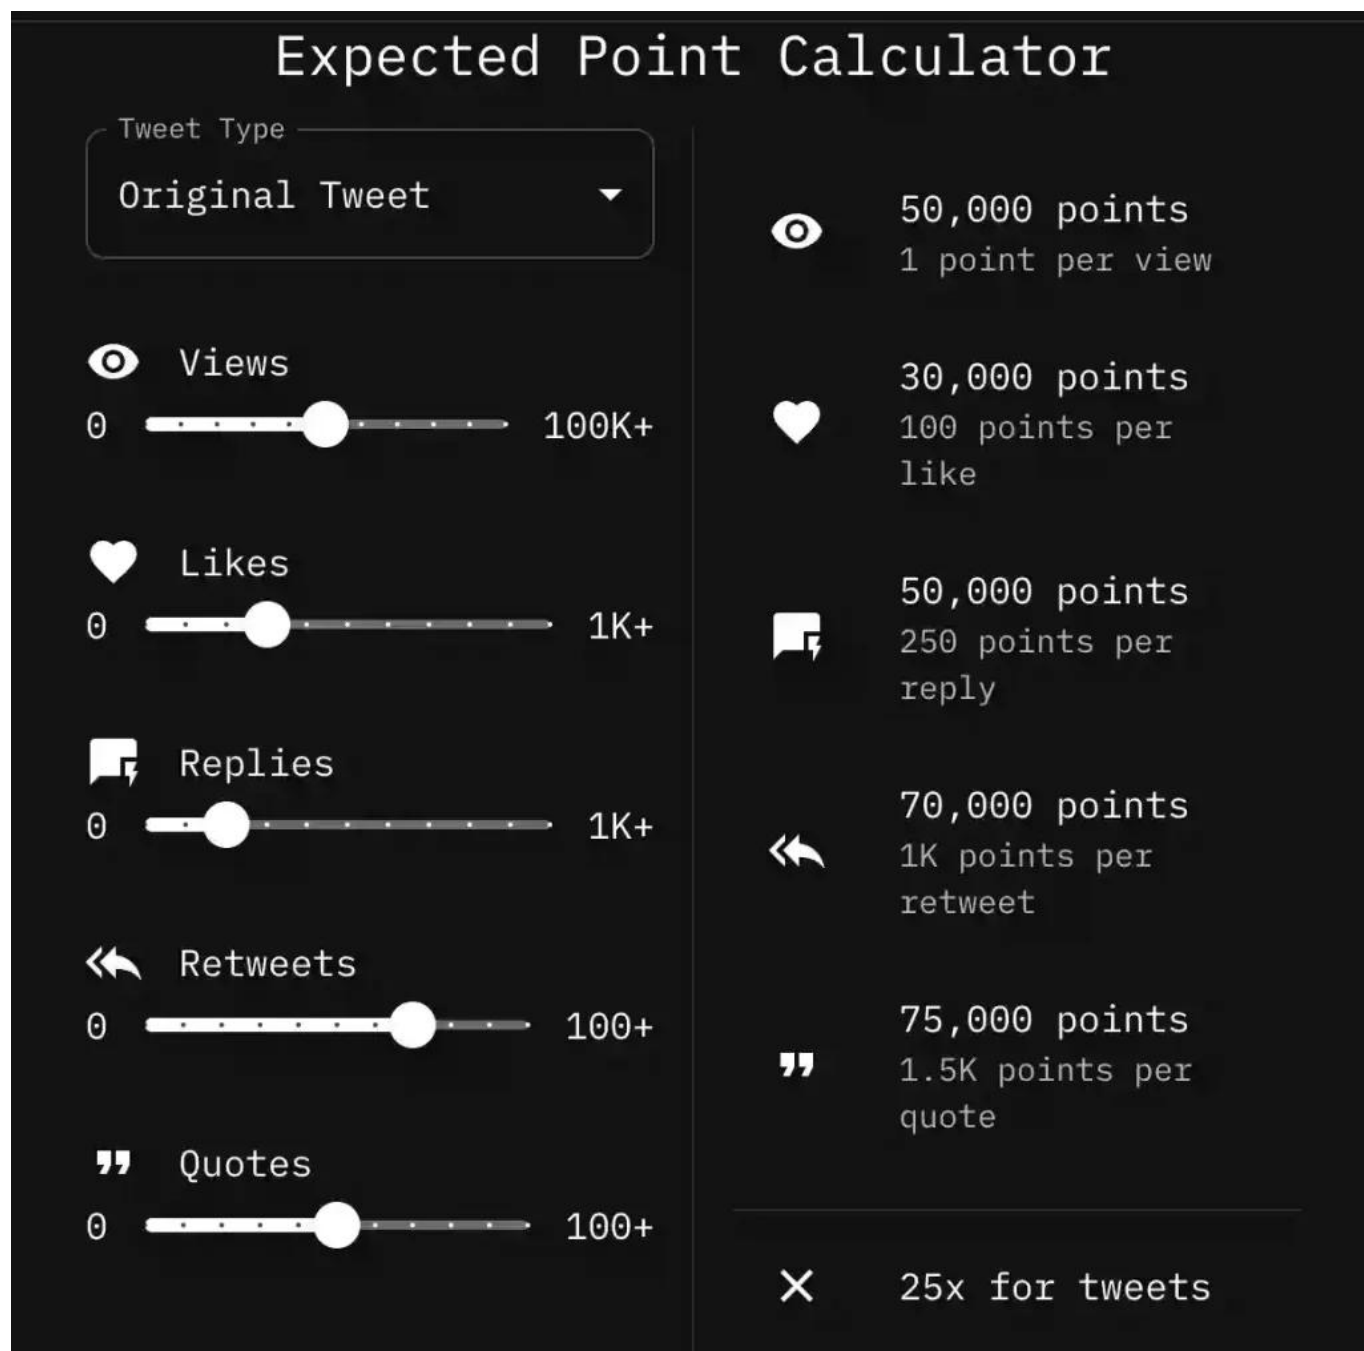 Expected Point Calculator
Tweet Type
Original Tweet
Views
0 100K+
Likes
0 1K+
Replies
0 1K+
Retweets
0 100+
Quotes
0 100+
50,000 points
1 point per view
30,000 points
100 points per
like
50,000 points
250 points per
reply
70,000 points
1K points per
retweet
75,000 points
1.5K points per
quote
25x for tweets